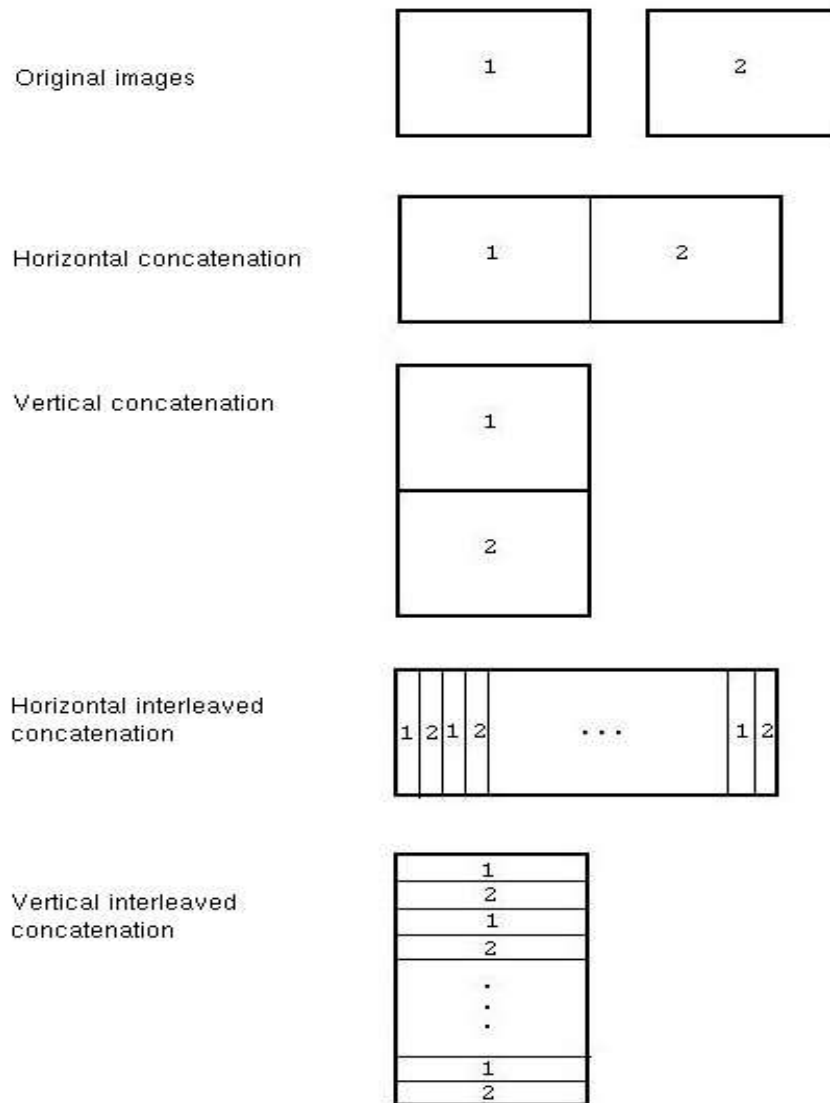 Original images
1 2
Horizontal concatenation
1 2
Vertical concatenation
1
2
Horizontal interleaved
concatenation
1 2 1 2 ... 1 2
Vertical interleaved
concatenation
1
2
1
2
.
.
.
1
2